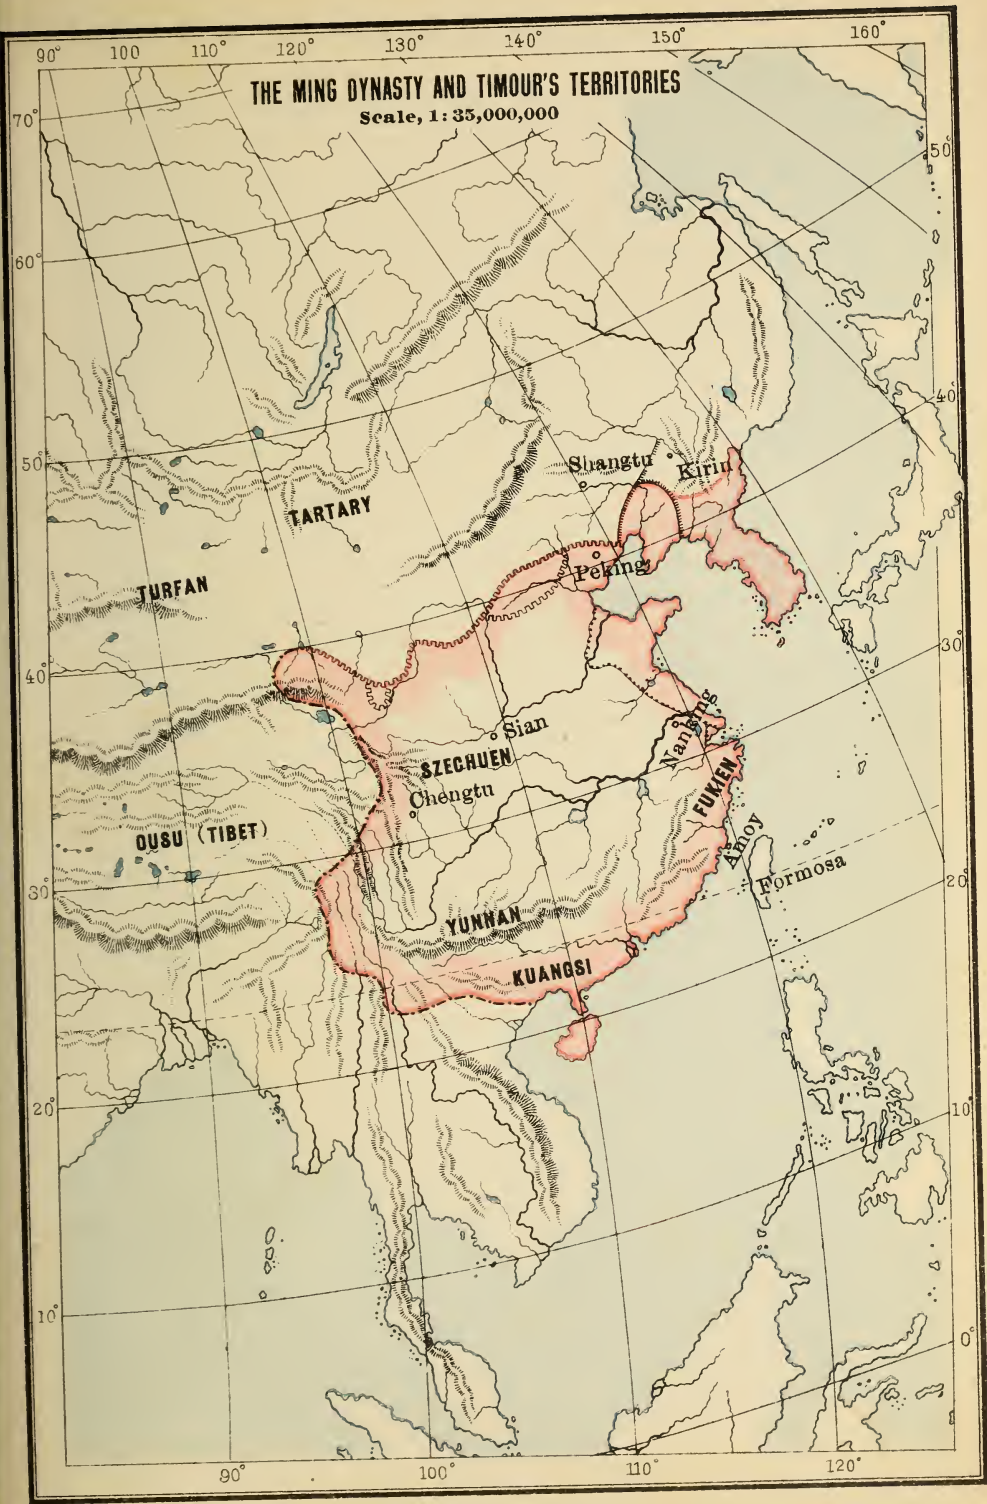 90° 100 110° 120° 130° 140° 150° 160°
THE MING DYNASTY AND TIMOUR'S TERRITORIES
Scale, 1:35,000,000
70°
50°
60°
40°
50°
Shangtu
Kirin
TARTARY
Peking
TURFAN
30°
40°
Nanging
Sian
SZECHUEN
FUKIEN
Chengtu
OUSU (TIBET)
Amoy
Formosa
20°
30°
YUNNAN
KUANGSI
20°
10°
10°
0°
90° 100° 110° 120°